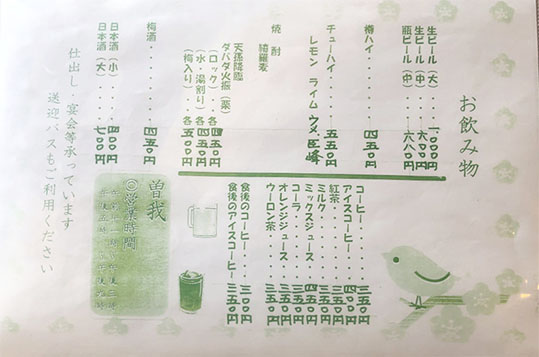 お飲み物
生ビール(大)・・一〇〇〇円
生ビール(中)・・・六〇〇円
瓶ビール(中)・・・六八〇円
樽ハイ・・・・・・・四五〇円
チューハイ・・・・・五五〇円
レモン ライム ウメ 巨峰
焼酎
綾羅麦
天孫降臨
ダバダ火振(栗)
(ロック)・・各四五〇円
(水・湯割り)・各四五〇円
(梅入り)・・・各五〇〇円
梅酒・・・・・・・・四五〇円
日本酒(小)・・・・四〇〇円
日本酒(大)・・・・七〇〇円
コーヒー・・・・・・三五〇円
アイスコーヒー・・・四〇〇円
紅茶・・・・・・・・三五〇円
ミルク・・・・・・・三五〇円
ミックスジュース・・四五〇円
コーラ・・・・・・・三五〇円
オレンジジュース・・三五〇円
ウーロン茶・・・・・三五〇円
食後のコーヒー・・・三〇〇円
食後のアイスコーヒー三五〇円
曽我
◎営業時間
仕出し・宴会等承っています
送迎バスもご利用ください